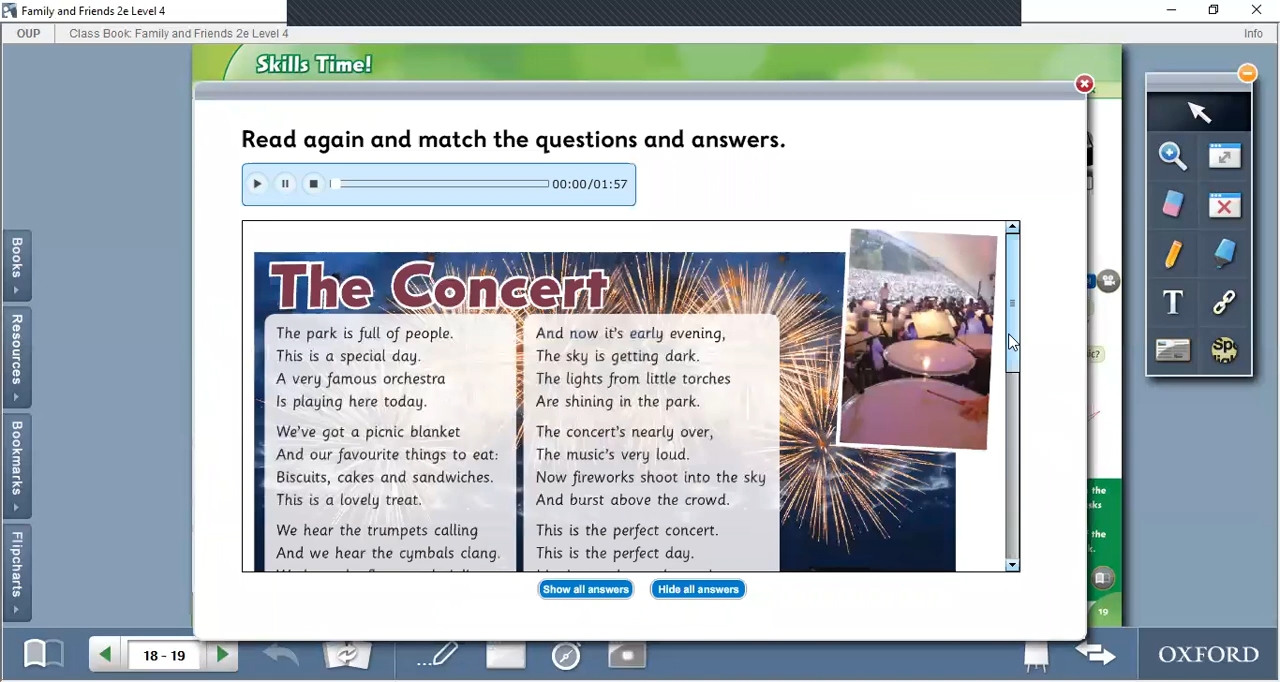 Family and Friends 2e Level 4
OUP
Class Book: Family and Friends 2e Level 4
Info
Skills Time!
Read again and match the questions and answers.
00:00/01:57
The Concert
The park is full of people.
This is a special day.
A very famous orchestra
Is playing here today.
We've got a picnic blanket
And our favourite things to eat:
Biscuits, cakes and sandwiches.
This is a lovely treat.
We hear the trumpets calling
And we hear the cymbals clang.
And now it's early evening,
The sky is getting dark.
The lights from little torches
Are shining in the park.
The concert's nearly over,
The music's very loud.
Now fireworks shoot into the sky
And burst above the crowd.
This is the perfect concert.
This is the perfect day.
Show all answers
Hide all answers
Books
Resources
Bookmarks
Flipcharts
T
Sp
ic?
the
sks
the
k.
19
18 - 19
OXFORD